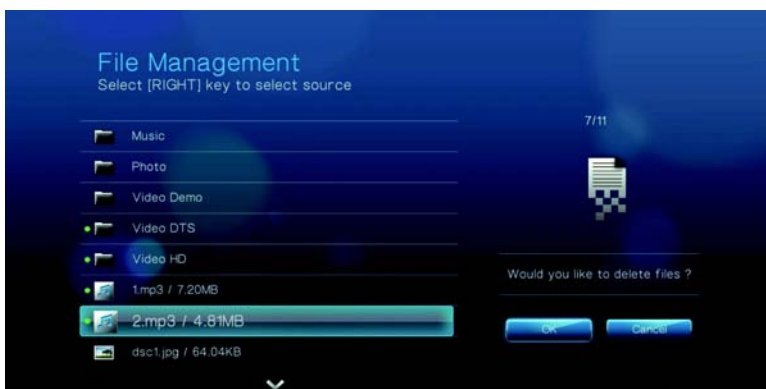 File Management
Select [RIGHT] key to select source
7/11
Music
Photo
Video Demo
Video DTS
Video HD
1.mp3 / 7.20MB
2.mp3 / 4.81MB
dsc1.jpg / 64.04KB
Would you like to delete files ?
OK
Cancel